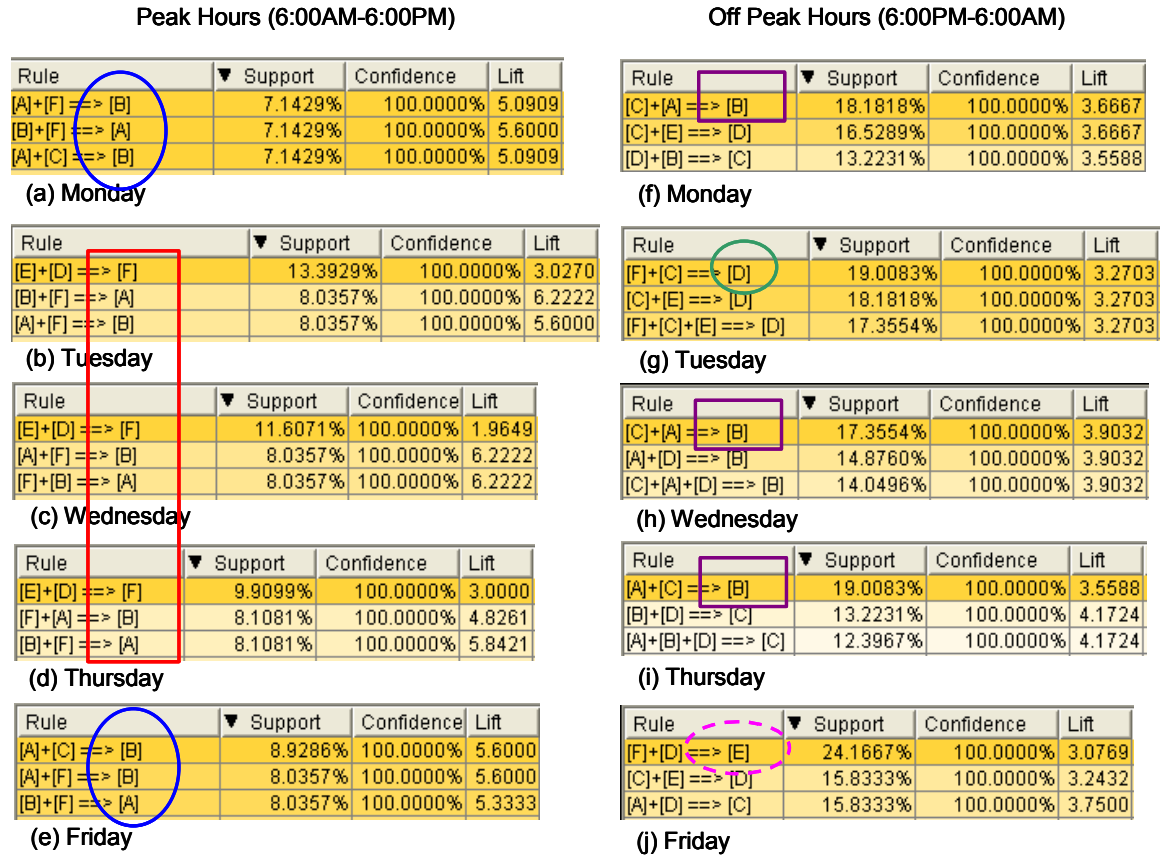 Peak Hours (6:00AM-6:00PM)
Rule ▼ Support Confidence Lift
[A]+[F] ==> [B] 7.1429% 100.0000% 5.0909
[B]+[F] ==> [A] 7.1429% 100.0000% 5.6000
[A]+[C] ==> [B] 7.1429% 100.0000% 5.0909
(a) Monday
Rule ▼ Support Confidence Lift
[E]+[D] ==> [F] 13.3929% 100.0000% 3.0270
[B]+[F] ==> [A] 8.0357% 100.0000% 6.2222
[A]+[F] ==> [B] 8.0357% 100.0000% 5.6000
(b) Tuesday
Rule ▼ Support Confidence Lift
[E]+[D] ==> [F] 11.6071% 100.0000% 1.9649
[A]+[F] ==> [B] 8.0357% 100.0000% 6.2222
[F]+[B] ==> [A] 8.0357% 100.0000% 6.2222
(c) Wednesday
Rule ▼ Support Confidence Lift
[E]+[D] ==> [F] 9.9099% 100.0000% 3.0000
[F]+[A] ==> [B] 8.1081% 100.0000% 4.8261
[B]+[F] ==> [A] 8.1081% 100.0000% 5.8421
(d) Thursday
Rule ▼ Support Confidence Lift
[A]+[C] ==> [B] 8.9286% 100.0000% 5.6000
[A]+[F] ==> [B] 8.0357% 100.0000% 5.6000
[B]+[F] ==> [A] 8.0357% 100.0000% 5.3333
(e) Friday
Off Peak Hours (6:00PM-6:00AM)
Rule ▼ Support Confidence Lift
[C]+[A] ==> [B] 18.1818% 100.0000% 3.6667
[C]+[E] ==> [D] 16.5289% 100.0000% 3.6667
[D]+[B] ==> [C] 13.2231% 100.0000% 3.5588
(f) Monday
Rule ▼ Support Confidence Lift
[F]+[C] ==> [D] 19.0083% 100.0000% 3.2703
[C]+[E] ==> [D] 18.1818% 100.0000% 3.2703
[F]+[C]+[E] ==> [D] 17.3554% 100.0000% 3.2703
(g) Tuesday
Rule ▼ Support Confidence Lift
[C]+[A] ==> [B] 17.3554% 100.0000% 3.9032
[A]+[D] ==> [B] 14.8760% 100.0000% 3.9032
[C]+[A]+[D] ==> [B] 14.0496% 100.0000% 3.9032
(h) Wednesday
Rule ▼ Support Confidence Lift
[A]+[C] ==> [B] 19.0083% 100.0000% 3.5588
[B]+[D] ==> [C] 13.2231% 100.0000% 4.1724
[A]+[B]+[D] ==> [C] 12.3967% 100.0000% 4.1724
(i) Thursday
Rule ▼ Support Confidence Lift
[F]+[D] ==> [E] 24.1667% 100.0000% 3.0769
[C]+[E] ==> [D] 15.8333% 100.0000% 3.2432
[A]+[D] ==> [C] 15.8333% 100.0000% 3.7500
(j) Friday